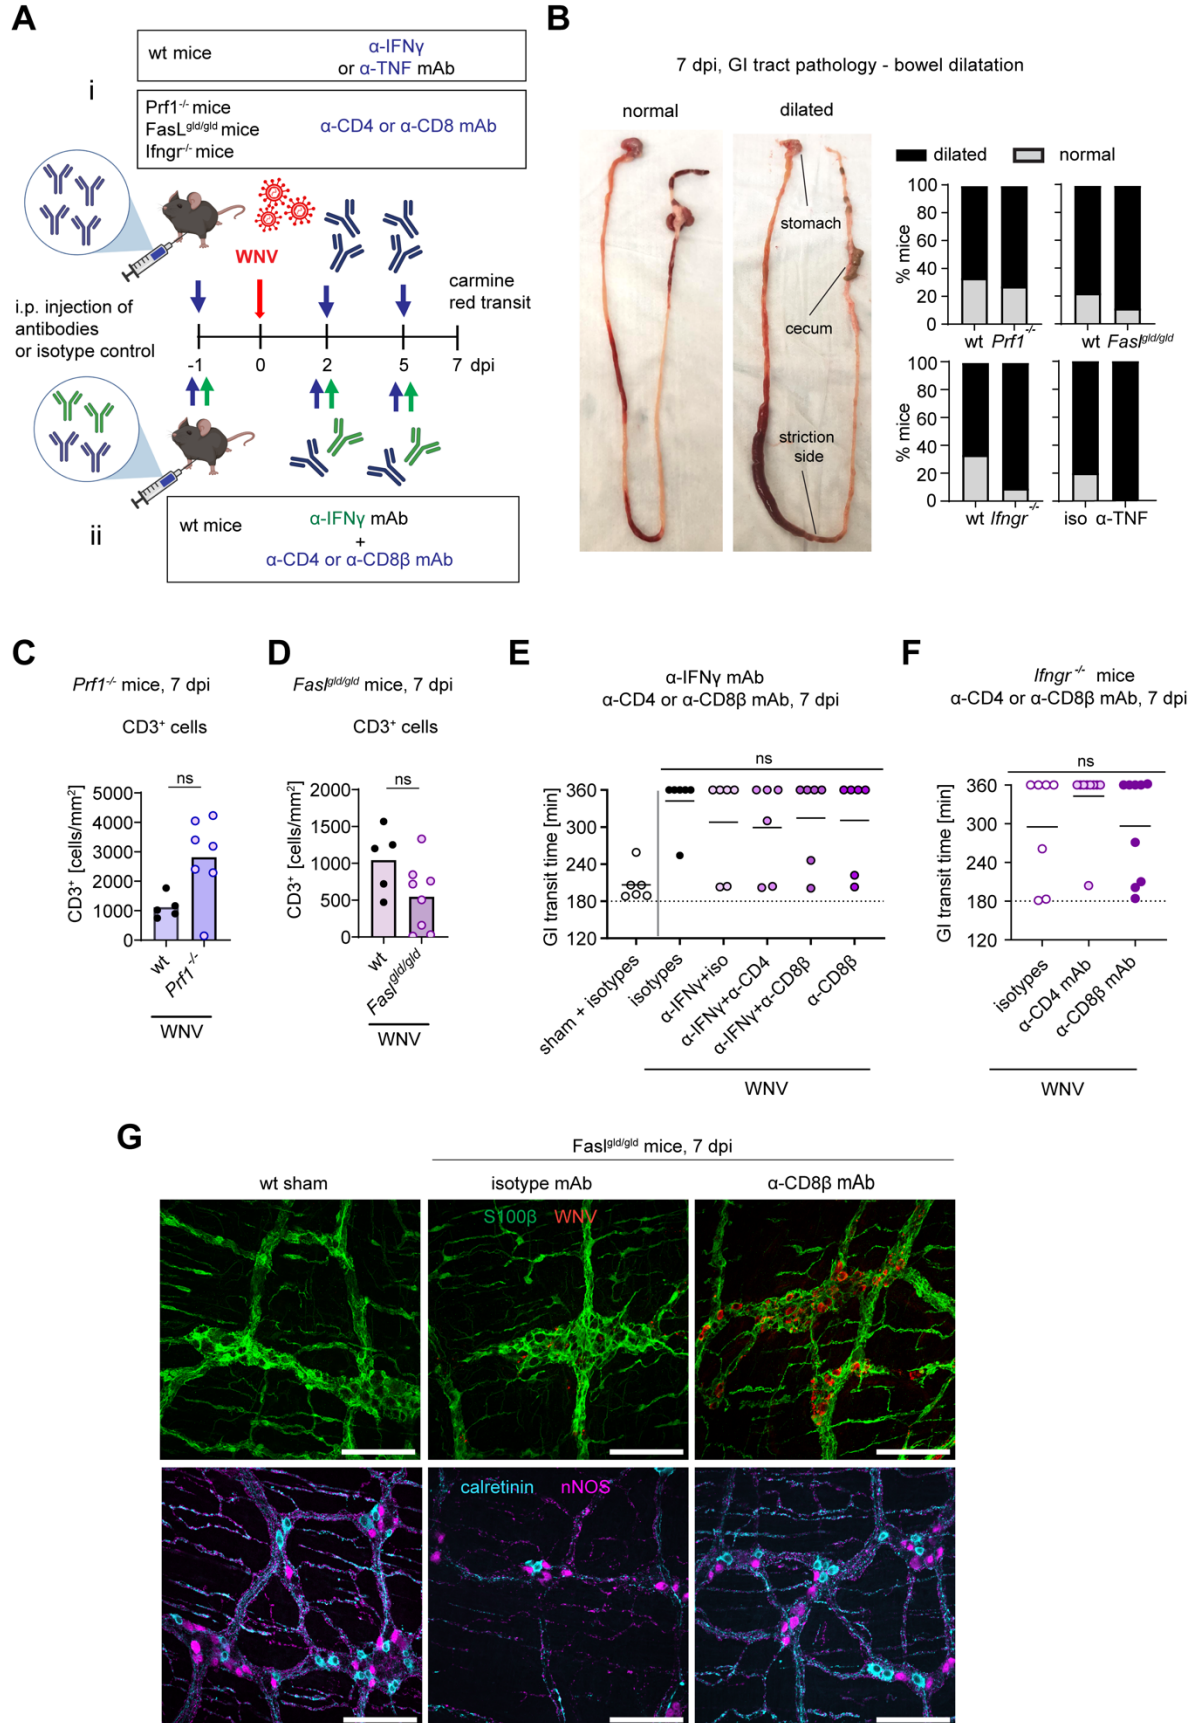 A
i
wt mice
α-IFNγ
or α-TNF mAb
Prf1-/- mice
FasLgld/gld mice
Ifngr-/- mice
α-CD4 or α-CD8 mAb
WNV
i.p. injection of
antibodies
or isotype control
carmine
red transit
-1 0 2 5 7 dpi
ii
wt mice
α-IFNγ mAb
+
α-CD4 or α-CD8β mAb
B
7 dpi, GI tract pathology - bowel dilatation
normal
dilated
stomach
cecum
striction
side
dilated normal
% mice
100
80
60
40
20
0
wt Prf1-/-
wt Faslgld/gld
% mice
100
80
60
40
20
0
wt Ifngr-/-
iso α-TNF
C
Prf1-/- mice, 7 dpi
CD3+ cells
ns
CD3+ [cells/mm2]
5000
4000
3000
2000
1000
0
wt
Prf1-/-
WNV
D
Faslgld/gld mice, 7 dpi
CD3+ cells
ns
CD3+ [cells/mm2]
2000
1500
1000
500
0
wt
Faslgld/gld
WNV
E
α-IFNγ mAb
α-CD4 or α-CD8β mAb, 7 dpi
ns
GI transit time [min]
360
300
240
180
120
sham + isotypes
isotypes
α-IFNγ+iso
α-IFNγ+α-CD4
α-IFNγ+α-CD8β
α-CD8β
WNV
F
Ifngr -/- mice
α-CD4 or α-CD8β mAb, 7 dpi
ns
GI transit time [min]
360
300
240
180
120
isotypes
α-CD4 mAb
α-CD8β mAb
WNV
G
Faslgld/gld mice, 7 dpi
wt sham
isotype mAb
α-CD8β mAb
S100β WNV
calretinin nNOS